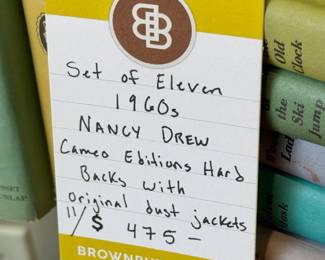 Set of Eleven
1960s
NANCY DREW
Cameo Editions Hard
Backs with
original dust jackets
11/$ 475 —
BROWN
Old
Clock
the
Ski
Jump